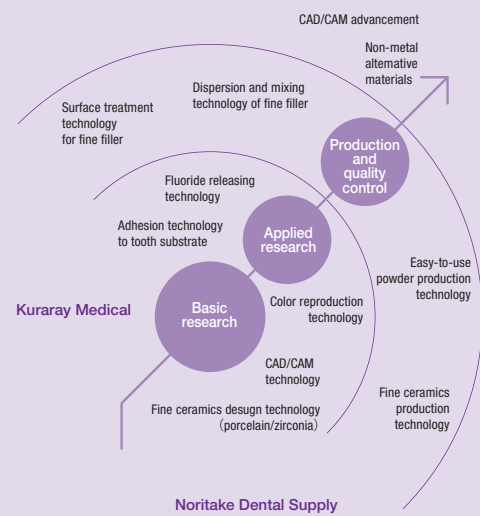 CAD/CAM advancement
Non-metal
altemative
materials
Dispersion and mixing
technology of fine filler
Surface treatment
technology
for fine filler
Production
and
quality
control
Fluoride releasing
technology
Adhesion technology
to tooth substrate
Applied
research
Easy-to-use
powder production
technology
Kuraray Medical
Basic
research
Color reproduction
technology
CAD/CAM
technology
Fine ceramics desugn technology
(porcelain/zirconia)
Fine ceramics
production
technology
Noritake Dental Supply